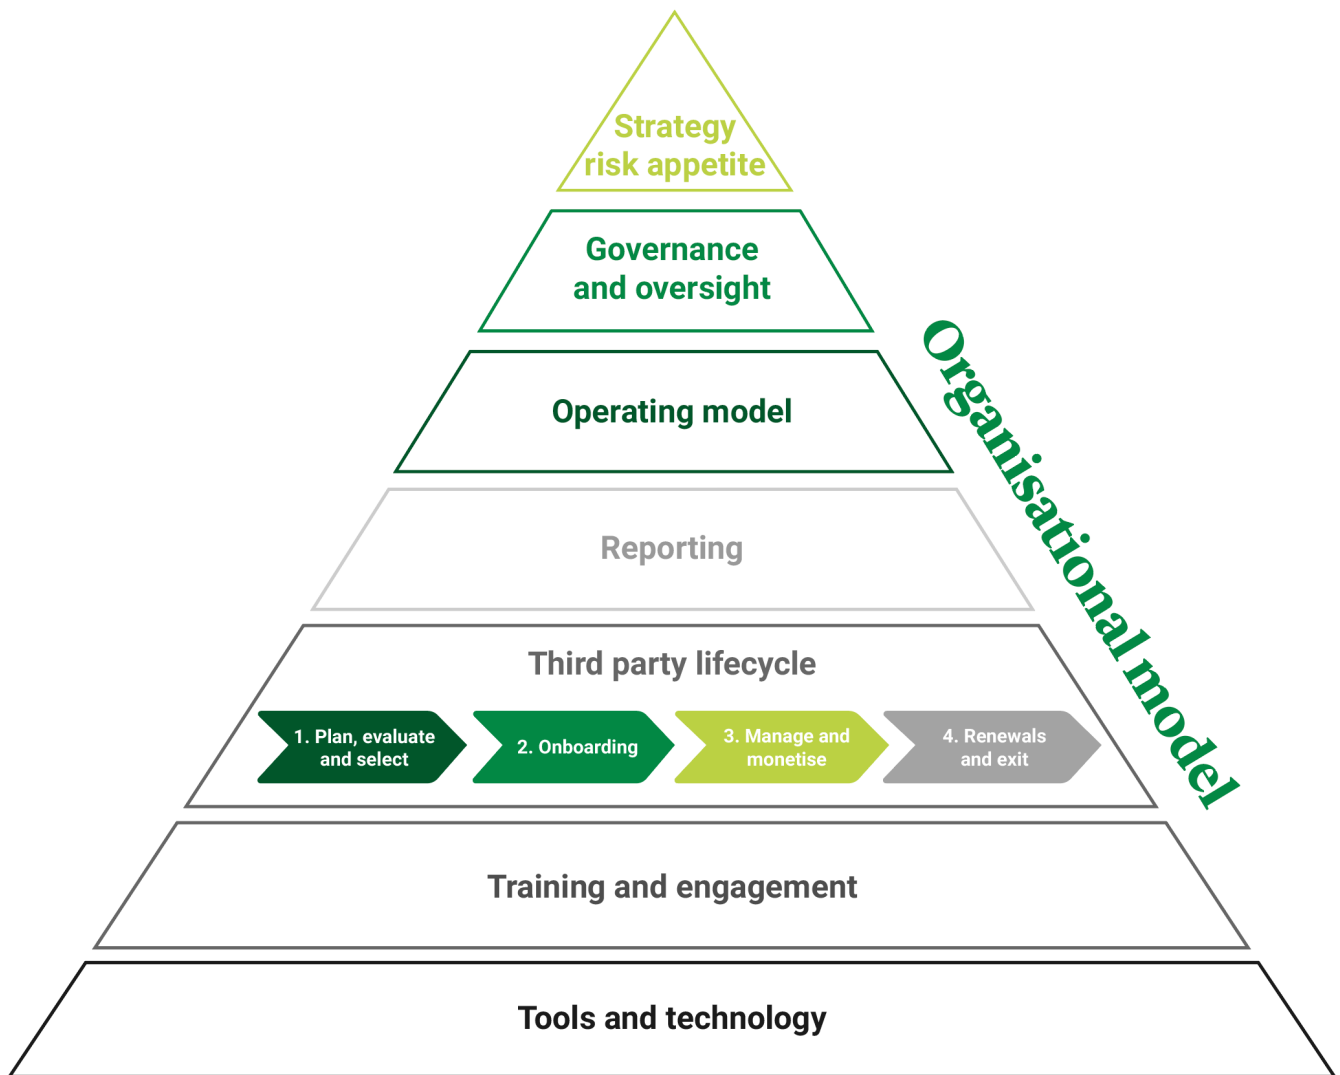 Strategy
risk appetite
Governance
and oversight
Operating model
Organisational model
Reporting
Third party lifecycle
1. Plan, evaluate
and select
2. Onboarding
3. Manage and
monetise
4. Renewals
and exit
Training and engagement
Tools and technology